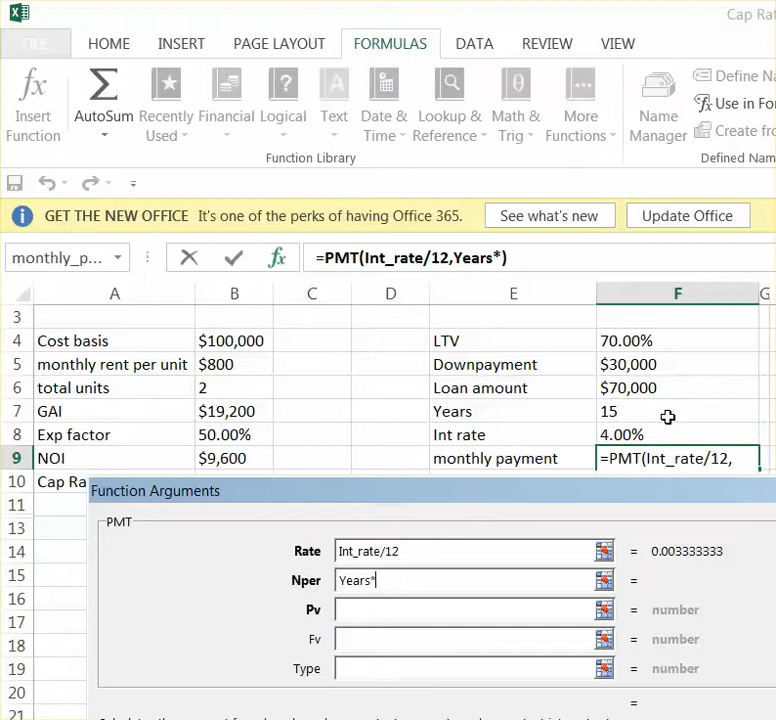 Cap Rat
FILE HOME INSERT PAGE LAYOUT FORMULAS DATA REVIEW VIEW
fx Σ θ
Insert Function
AutoSum
Recently Used
Financial
Logical
Text
Date & Time
Lookup & Reference
Math & Trig
More Functions
Name Manager
Define Na
Use in For
Create fro
Function Library
Defined Nam
GET THE NEW OFFICE It's one of the perks of having Office 365. See what's new Update Office
monthly_p... fx =PMT(Int_rate/12,Years*)
A B C D E F G
3
4 Cost basis $100,000 LTV 70.00%
5 monthly rent per unit $800 Downpayment $30,000
6 total units 2 Loan amount $70,000
7 GAI $19,200 Years 15
8 Exp factor 50.00% Int rate 4.00%
9 NOI $9,600 monthly payment =PMT(Int_rate/12,
10 Cap Ra
11
13
14
15
16
17
18
19
20
21
Function Arguments
PMT
Rate Int_rate/12 = 0.003333333
Nper Years* =
Pv = number
Fv = number
Type = number
=